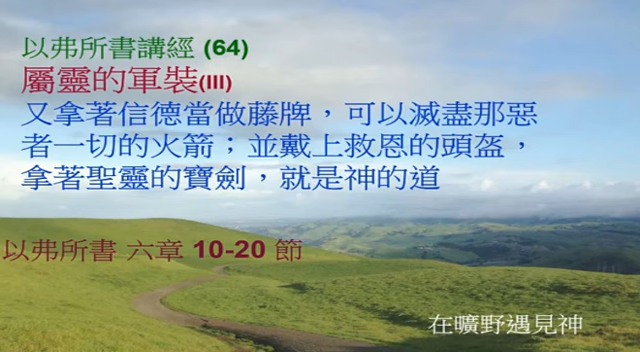 以弗所書講經 (64)
屬靈的軍裝(III)
又拿著信德當做藤牌，可以滅盡那惡
者一切的火箭；並戴上救恩的頭盔，
拿著聖靈的寶劍，就是神的道
以弗所書 六章 10-20 節
在曠野遇見神